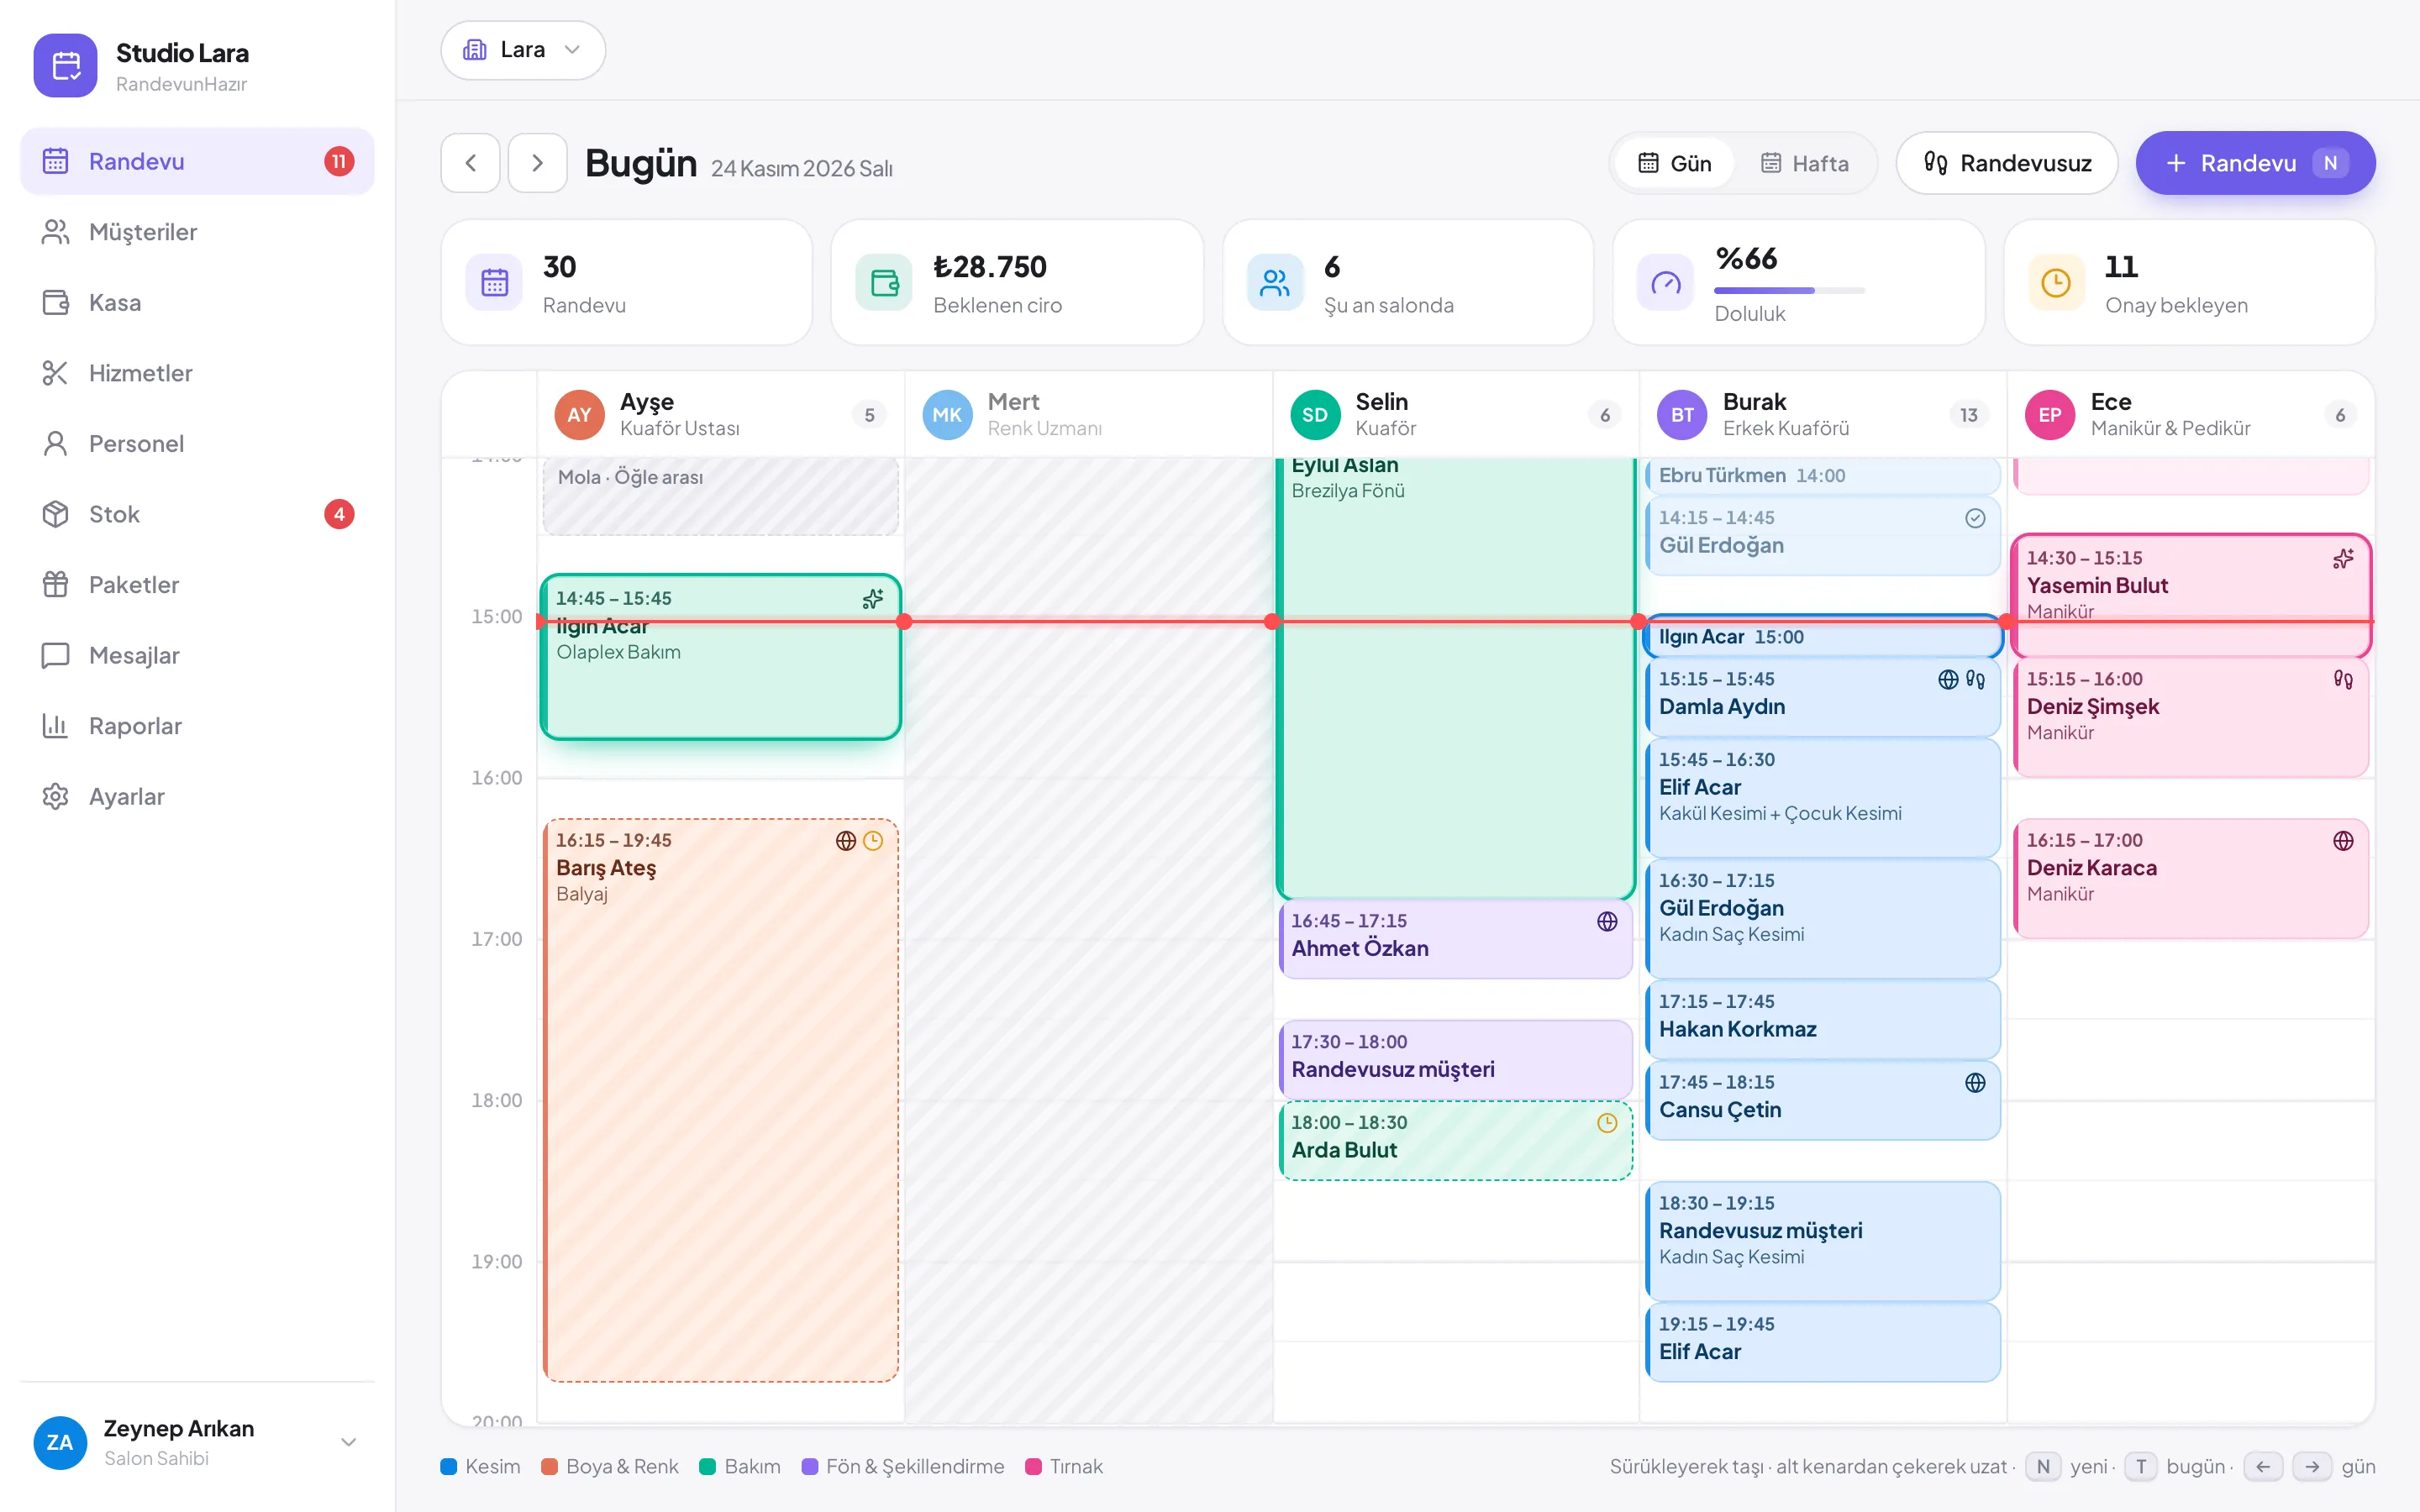 Studio Lara
RandevunHazır
Randevu 11
Müşteriler
Kasa
Hizmetler
Personel
Stok 4
Paketler
Mesajlar
Raporlar
Ayarlar
ZA Zeynep Arıkan
Salon Sahibi
Lara
Bugün 24 Kasım 2026 Salı
Gün Hafta Randevusuz + Randevu N
30
Randevu
₺28.750
Beklenen ciro
6
Şu an salonda
%66
Doluluk
11
Onay bekleyen
AY Ayşe 5
Kuaför Ustası
MK Mert
Renk Uzmanı
SD Selin 6
Kuaför
BT Burak 13
Erkek Kuaförü
EP Ece 6
Manikür & Pedikür
14:00
15:00
16:00
17:00
18:00
19:00
20:00
Mola · Öğle arası
14:45 – 15:45
Ilgın Acar
Olaplex Bakım
16:15 – 19:45
Barış Ateş
Balyaj
Eylül Aslan
Brezilya Fönü
16:45 – 17:15
Ahmet Özkan
17:30 – 18:00
Randevusuz müşteri
18:00 – 18:30
Arda Bulut
Ebru Türkmen 14:00
14:15 – 14:45
Gül Erdoğan
Ilgın Acar 15:00
15:15 – 15:45
Damla Aydın
15:45 – 16:30
Elif Acar
Kakül Kesimi + Çocuk Kesimi
16:30 – 17:15
Gül Erdoğan
Kadın Saç Kesimi
17:15 – 17:45
Hakan Korkmaz
17:45 – 18:15
Cansu Çetin
18:30 – 19:15
Randevusuz müşteri
Kadın Saç Kesimi
19:15 – 19:45
Elif Acar
14:30 – 15:15
Yasemin Bulut
Manikür
15:15 – 16:00
Deniz Şimşek
Manikür
16:15 – 17:00
Deniz Karaca
Manikür
Kesim Boya & Renk Bakım Fön & Şekillendirme Tırnak
Sürükleyerek taşı · alt kenardan çekerek uzat · N yeni · T bugün · ← → gün